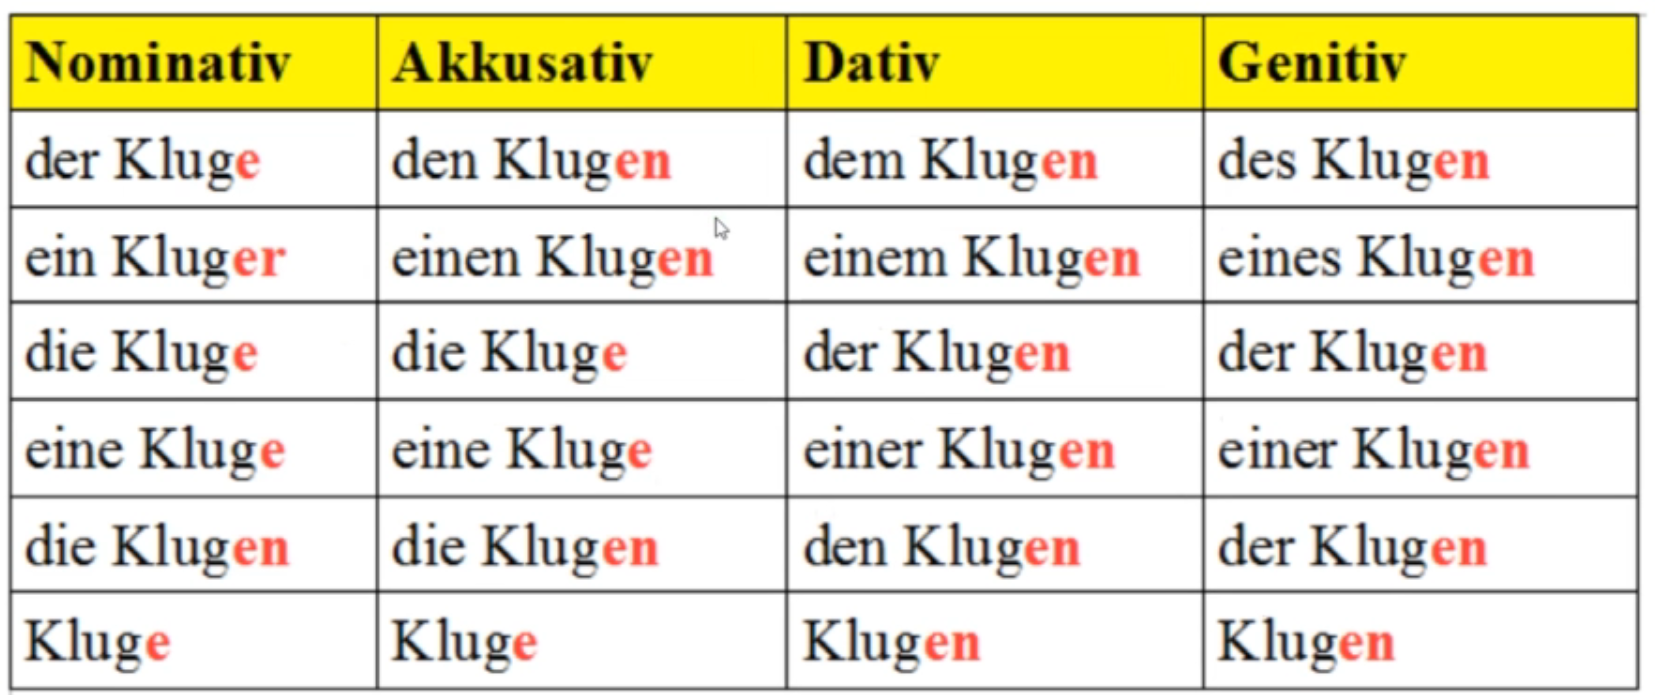 Nominativ Akkusativ Dativ Genitiv
der Kluge den Klugen dem Klugen des Klugen
ein Kluger einen Klugen einem Klugen eines Klugen
die Kluge die Kluge der Klugen der Klugen
eine Kluge eine Kluge einer Klugen einer Klugen
die Klugen die Klugen den Klugen der Klugen
Kluge Kluge Klugen Klugen